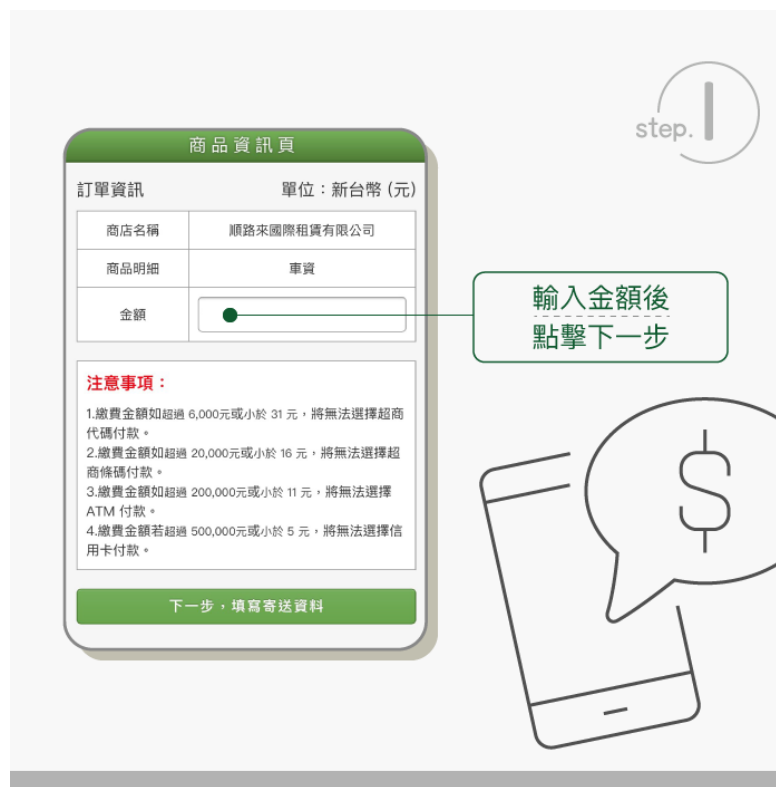 step. 1
商品資訊頁
訂單資訊 單位：新台幣 (元)
商店名稱 順路來國際租賃有限公司
商品明細 車資
金額
輸入金額後
點擊下一步
注意事項：
1.繳費金額如超過 6,000元或小於 31 元，將無法選擇超商
代碼付款。
2.繳費金額如超過 20,000元或小於 16 元，將無法選擇超
商條碼付款。
3.繳費金額如超過 200,000元或小於 11 元，將無法選擇
ATM 付款。
4.繳費金額若超過 500,000元或小於 5 元，將無法選擇信
用卡付款。
下一步，填寫寄送資料
$